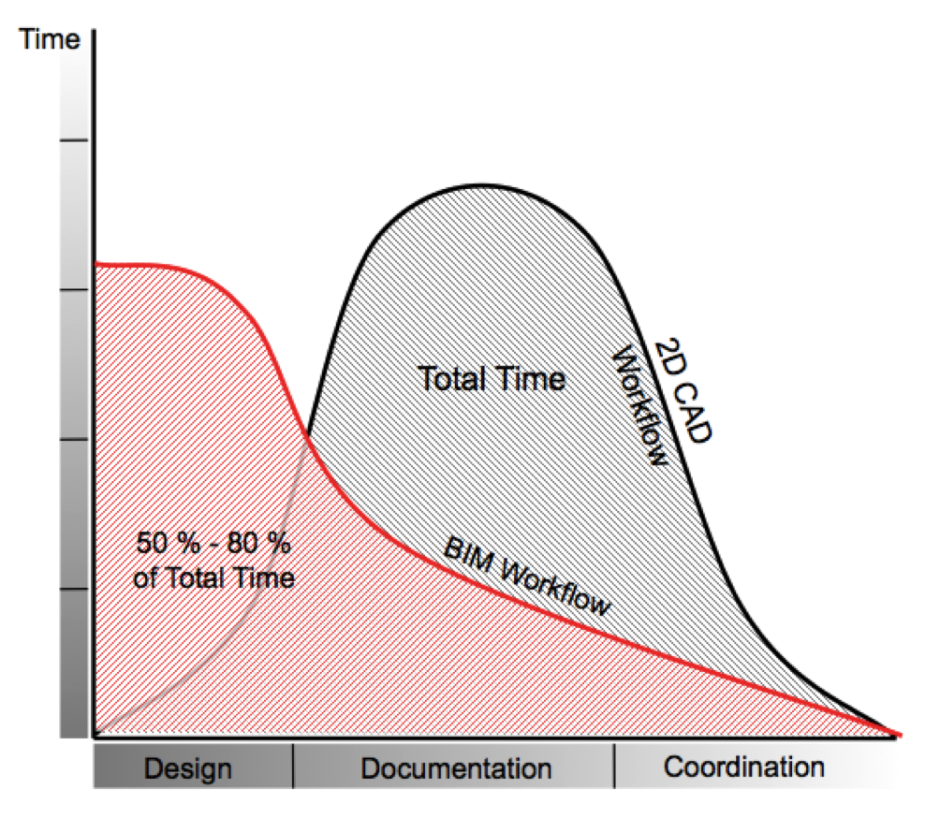 Time
Total Time
2D CAD
Workflow
50 % - 80 %
of Total Time
BIM Workflow
Design
Documentation
Coordination